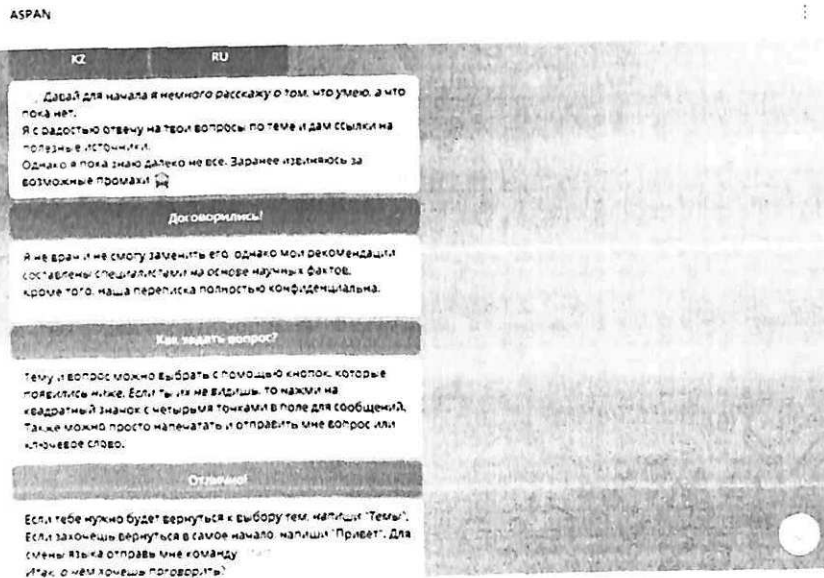 ASPAN
KZ
RU
Давай для начала я немного расскажу о том, что умею, а что
пока нет.
Я с радостью отвечу на твои вопросы по теме и дам ссылки на
полезные источники.
Однако я пока знаю далеко не все. Заранее извиняюсь за
возможные промахи
Договорились!
Я не врач и не смогу заменить его, однако мои рекомендации
составлены специалистами на основе научных фактов.
Кроме того, наша переписка полностью конфиденциальна.
Как задать вопрос?
Тему и вопрос можно выбрать с помощью кнопок, которые
появились ниже. Если ты их не видишь, то нажми на
квадратный значок с четырьмя точками в поле для сообщений.
Также можно просто напечатать и отправить мне вопрос или
ключевое слово.
Отлично!
Если тебе нужно будет вернуться к выбору тем, напиши "Темы".
Если захочешь вернуться в самое начало, напиши "Привет". Для
смены языка отправь мне команду
Итак, о чем хочешь поговорить?